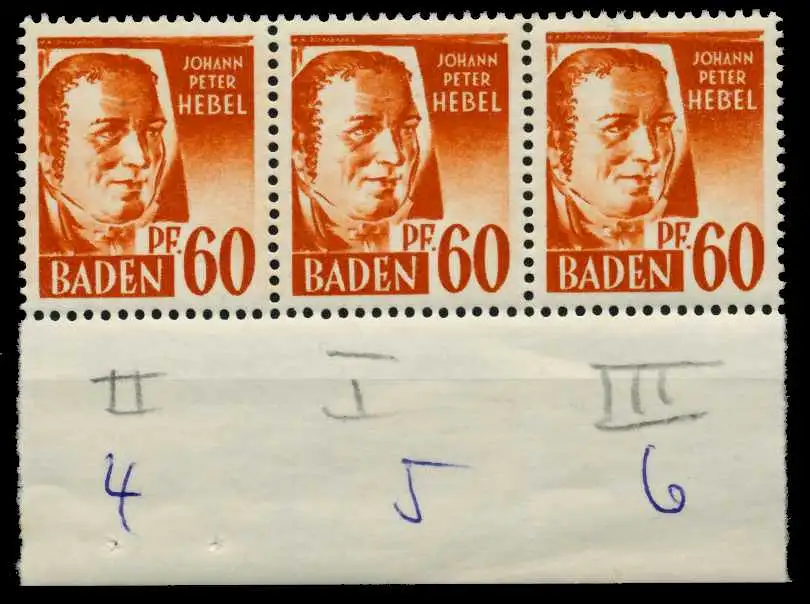 JOHANN
PETER
HEBEL
PF. 60
BADEN
JOHANN
PETER
HEBEL
PF. 60
BADEN
JOHANN
PETER
HEBEL
PF. 60
BADEN
II I III
4 5 6